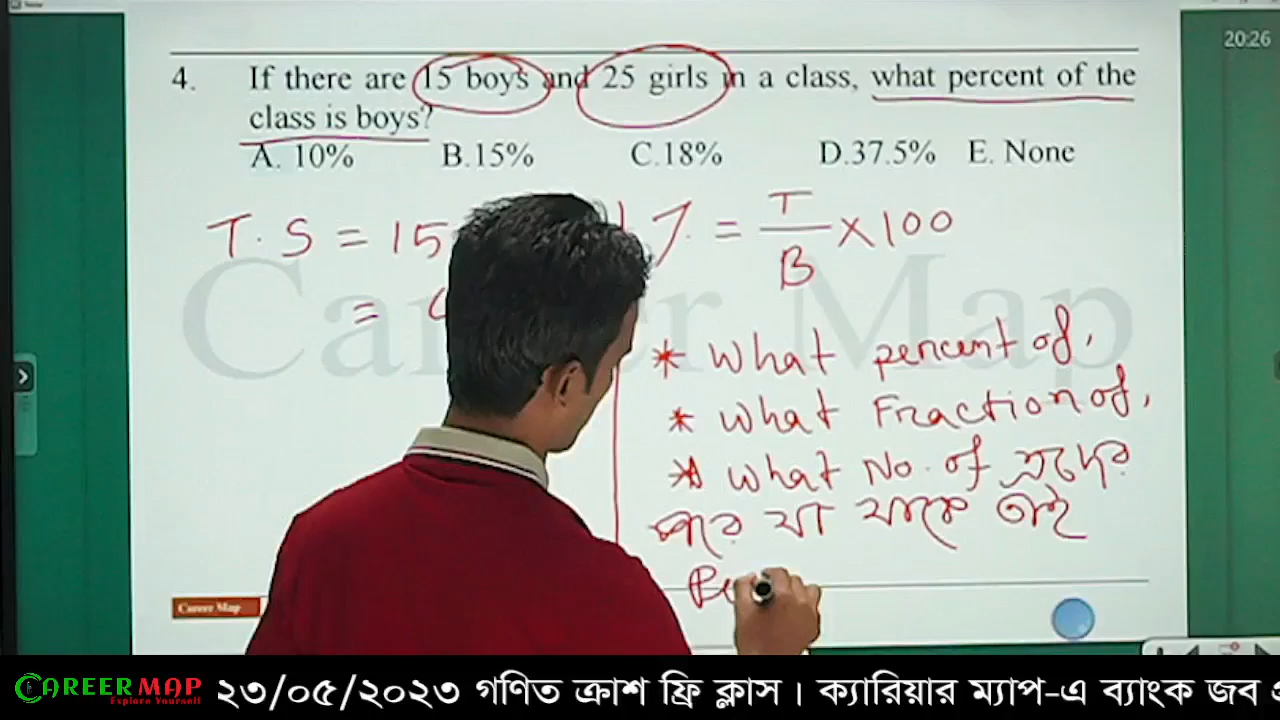 20:26
4. If there are 15 boys and 25 girls in a class, what percent of the
class is boys?
A. 10% B.15% C.18% D.37.5% E. None
T.S = 15
=
% = T/B × 100
Career Map
* What percent of,
* What Fraction of,
* What No. of এদের
পরে যা থাকে তাই
Be
Career Map
CAREER MAP
Explore Yourself
২৩/০৫/২০২৩ গণিত ক্রাশ ফ্রি ক্লাস। ক্যারিয়ার ম্যাপ-এ ব্যাংক জব এ